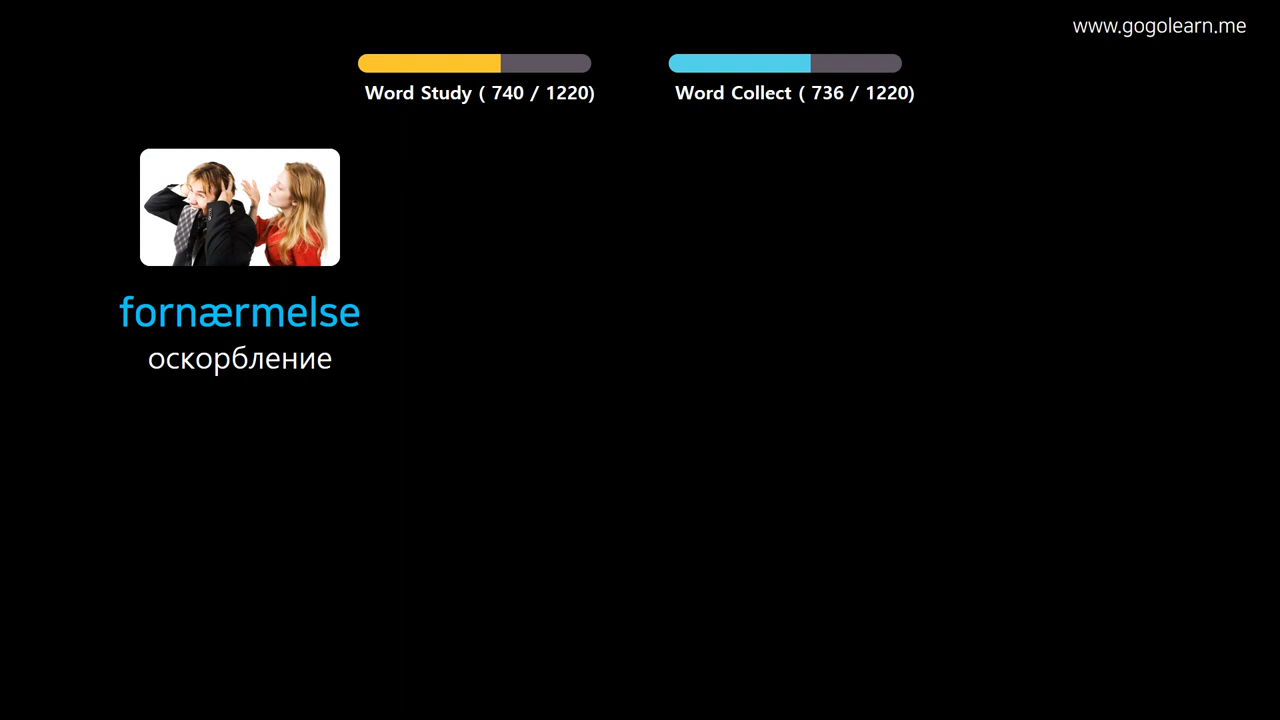 www.gogolearn.me
Word Study ( 740 / 1220)
Word Collect ( 736 / 1220)
fornærmelse
оскорбление